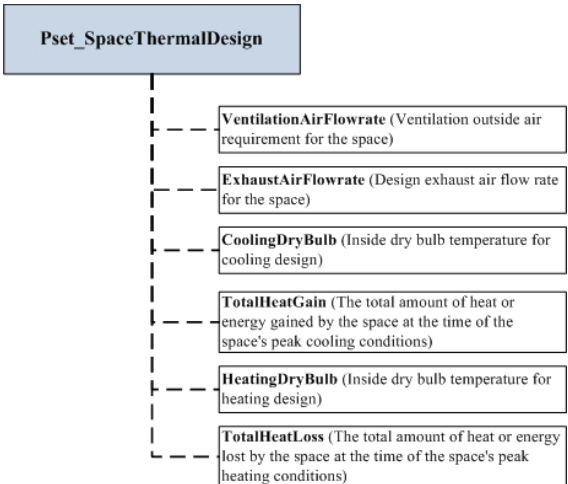 Pset_SpaceThermalDesign
VentilationAirFlowrate (Ventilation outside air
requirement for the space)
ExhaustAirFlowrate (Design exhaust air flow rate
for the space)
CoolingDryBulb (Inside dry bulb temperature for
cooling design)
TotalHeatGain (The total amount of heat or
energy gained by the space at the time of the
space's peak cooling conditions)
HeatingDryBulb (Inside dry bulb temperature for
heating design)
TotalHeatLoss (The total amount of heat or energy
lost by the space at the time of the space's peak
heating conditions)